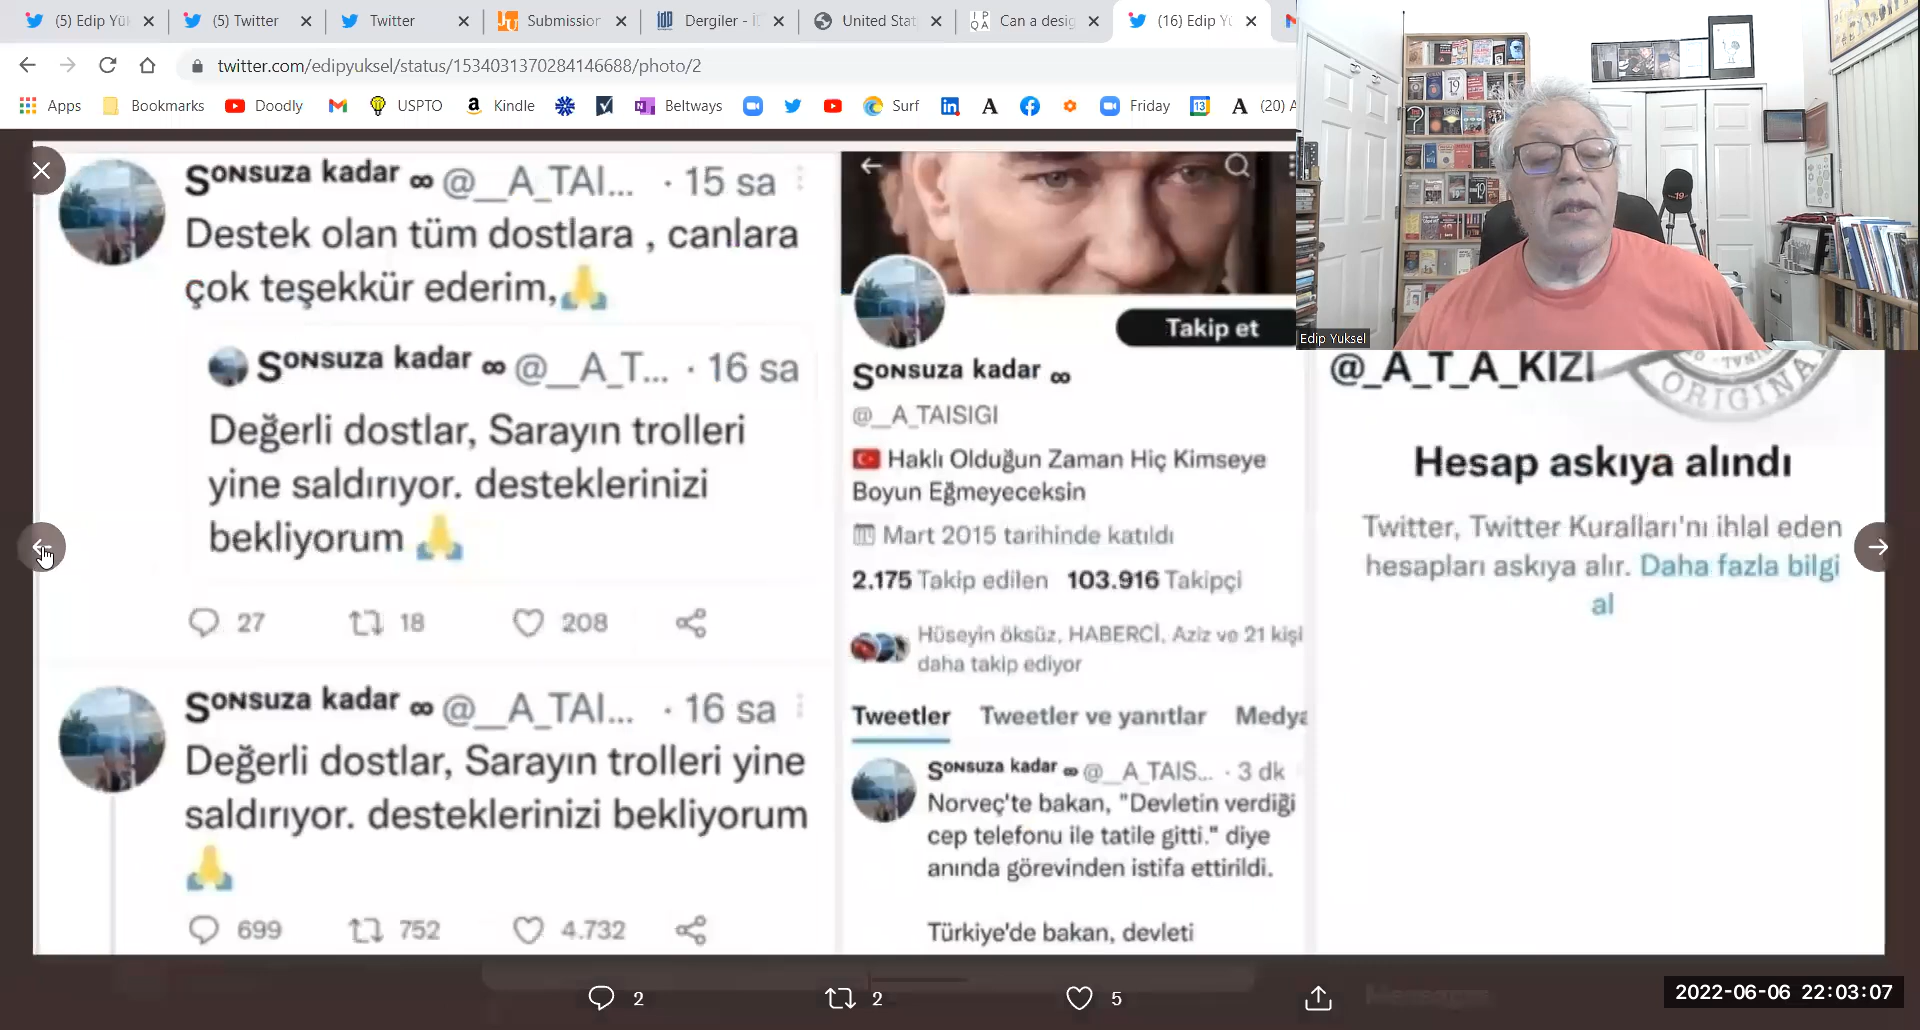 (5) Edip Yük
(5) Twitter
Twitter
Submission
Dergiler - İD
United Stat
Can a desig
(16) Edip Yu
twitter.com/edipyuksel/status/1534031370284146688/photo/2
Apps
Bookmarks
Doodly
USPTO
Kindle
Beltways
Surf
Friday
(20) A
Edip Yuksel
Sonsuza kadar ∞ @__A_TAI... · 15 sa
Destek olan tüm dostlara , canlara
çok teşekkür ederim,🙏
Sonsuza kadar ∞ @__A_T... · 16 sa
Değerli dostlar, Sarayın trolleri
yine saldırıyor. desteklerinizi
bekliyorum 🙏
27 18 208
Sonsuza kadar ∞ @__A_TAI... · 16 sa
Değerli dostlar, Sarayın trolleri yine
saldırıyor. desteklerinizi bekliyorum
🙏
699 752 4.732
Takip et
Sonsuza kadar ∞
@__A_TAISIGI
🇹🇷 Haklı Olduğun Zaman Hiç Kimseye
Boyun Eğmeyeceksin
Mart 2015 tarihinde katıldı
2.175 Takip edilen 103.916 Takipçi
Hüseyin öksüz, HABERCİ, Aziz ve 21 kişi
daha takip ediyor
Tweetler Tweetler ve yanıtlar Medya
Sonsuza kadar ∞ @__A_TAIS... · 3 dk
Norveç'te bakan, "Devletin verdiği
cep telefonu ile tatile gitti." diye
anında görevinden istifa ettirildi.
Türkiye'de bakan, devleti
@_A_T_A_KIZI
ORIGINA
Hesap askıya alındı
Twitter, Twitter Kuralları'nı ihlal eden
hesapları askıya alır. Daha fazla bilgi
al
2 2 5
2022-06-06 22:03:07